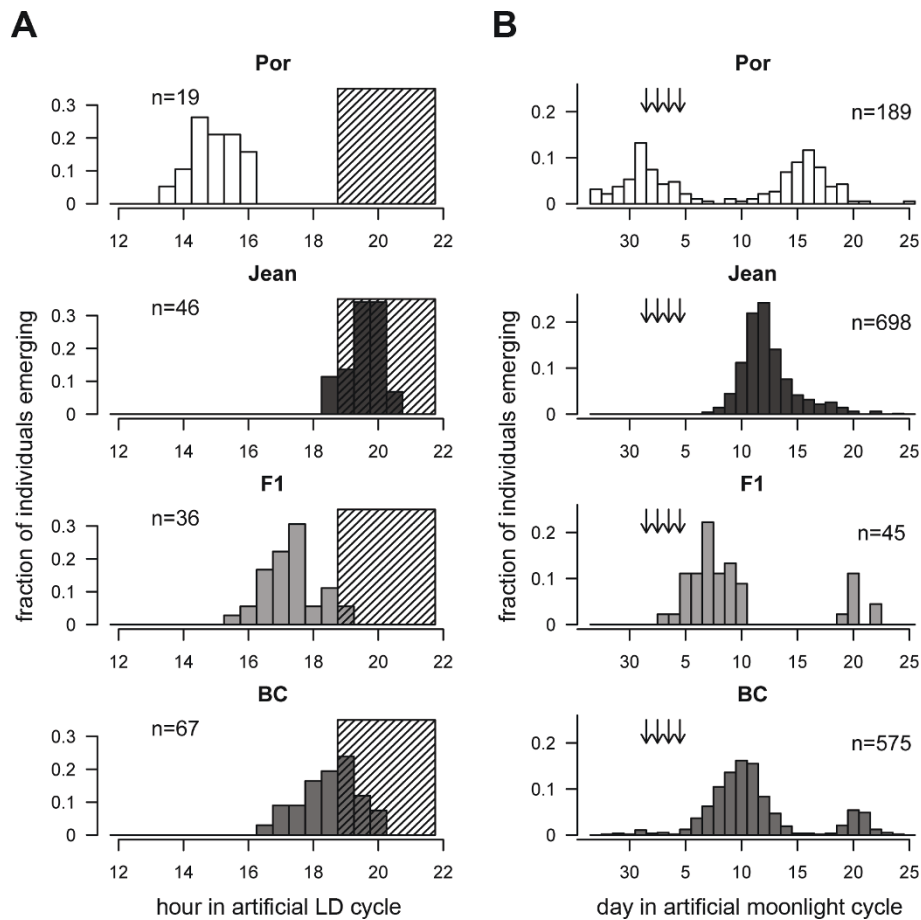 A
Por
n=19
0.3
0.2
0.1
0
12 14 16 18 20 22
Jean
n=46
0.3
0.2
0.1
0
12 14 16 18 20 22
F1
n=36
0.3
0.2
0.1
0
12 14 16 18 20 22
BC
n=67
0.3
0.2
0.1
0
12 14 16 18 20 22
fraction of individuals emerging
hour in artificial LD cycle
B
Por
n=189
0.2
0.1
0
30 5 10 15 20 25
Jean
n=698
0.2
0.1
0
30 5 10 15 20 25
F1
n=45
0.2
0.1
0
30 5 10 15 20 25
BC
n=575
0.2
0.1
0
30 5 10 15 20 25
fraction of individuals emerging
day in artificial moonlight cycle